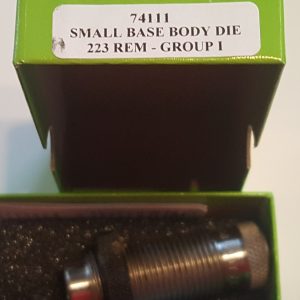 74111
SMALL BASE BODY DIE
223 REM - GROUP I